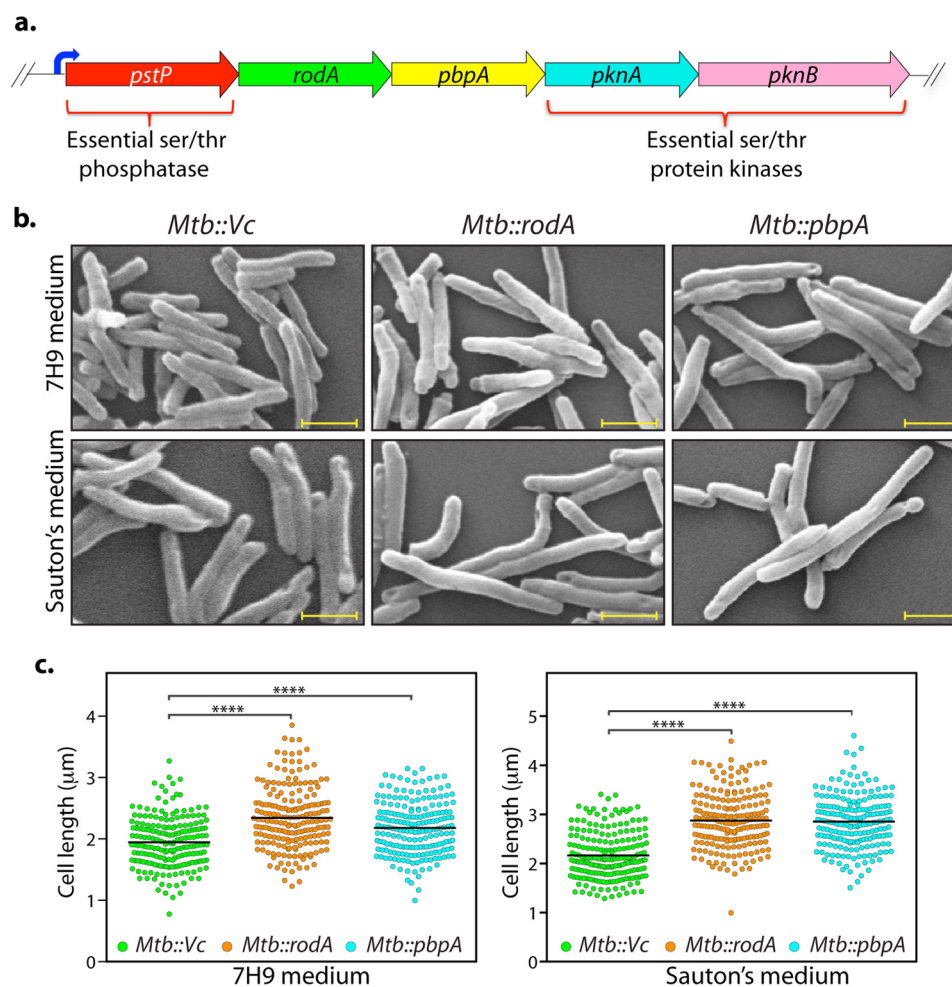 a.
pstP rodA pbpA pknA pknB
Essential ser/thr
phosphatase
Essential ser/thr
protein kinases
b.
Mtb::Vc Mtb::rodA Mtb::pbpA
7H9 medium
Sauton's medium
c.
Cell length (μm)
4
3
2
1
0
****
****
Mtb::Vc Mtb::rodA Mtb::pbpA
7H9 medium
Cell length (μm)
5
4
3
2
1
0
****
****
Mtb::Vc Mtb::rodA Mtb::pbpA
Sauton's medium